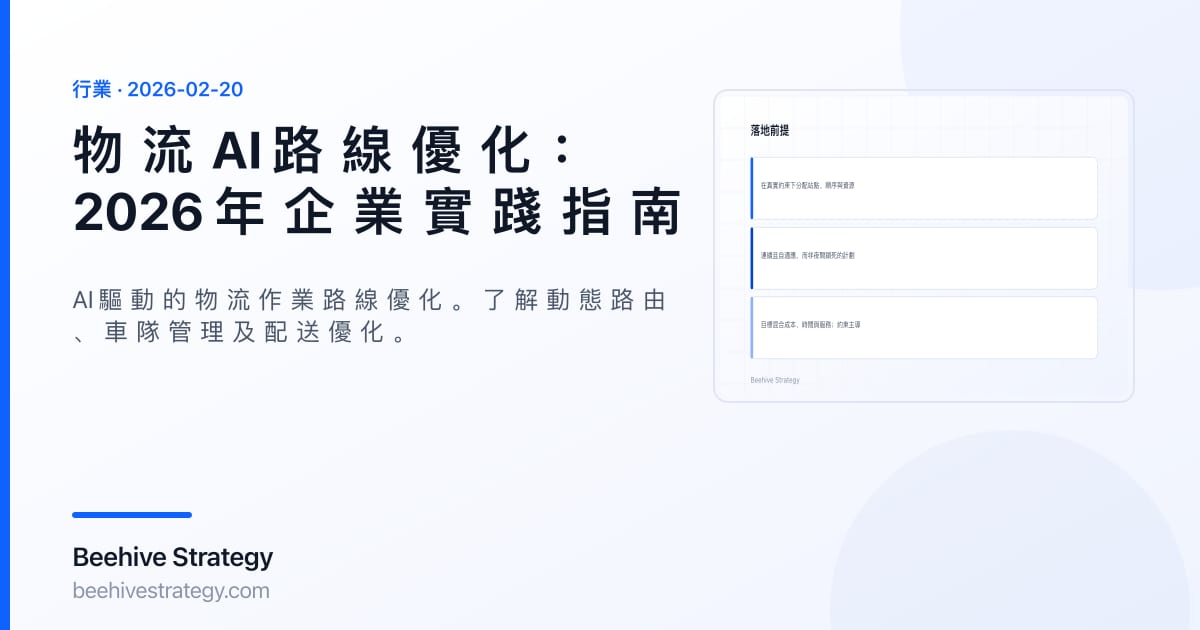 行業 · 2026-02-20
物流AI路線優化：
2026年企業實踐指南
AI驅動的物流作業路線優化。了解動態路由
、車隊管理及配送優化。
落地前提
在真實約束下分配站點、順序與資源
連續且自適應，而非夜間鎖死的計劃
目標混合成本、時間與服務；約束主導
Beehive Strategy
Beehive Strategy
beehivestrategy.com